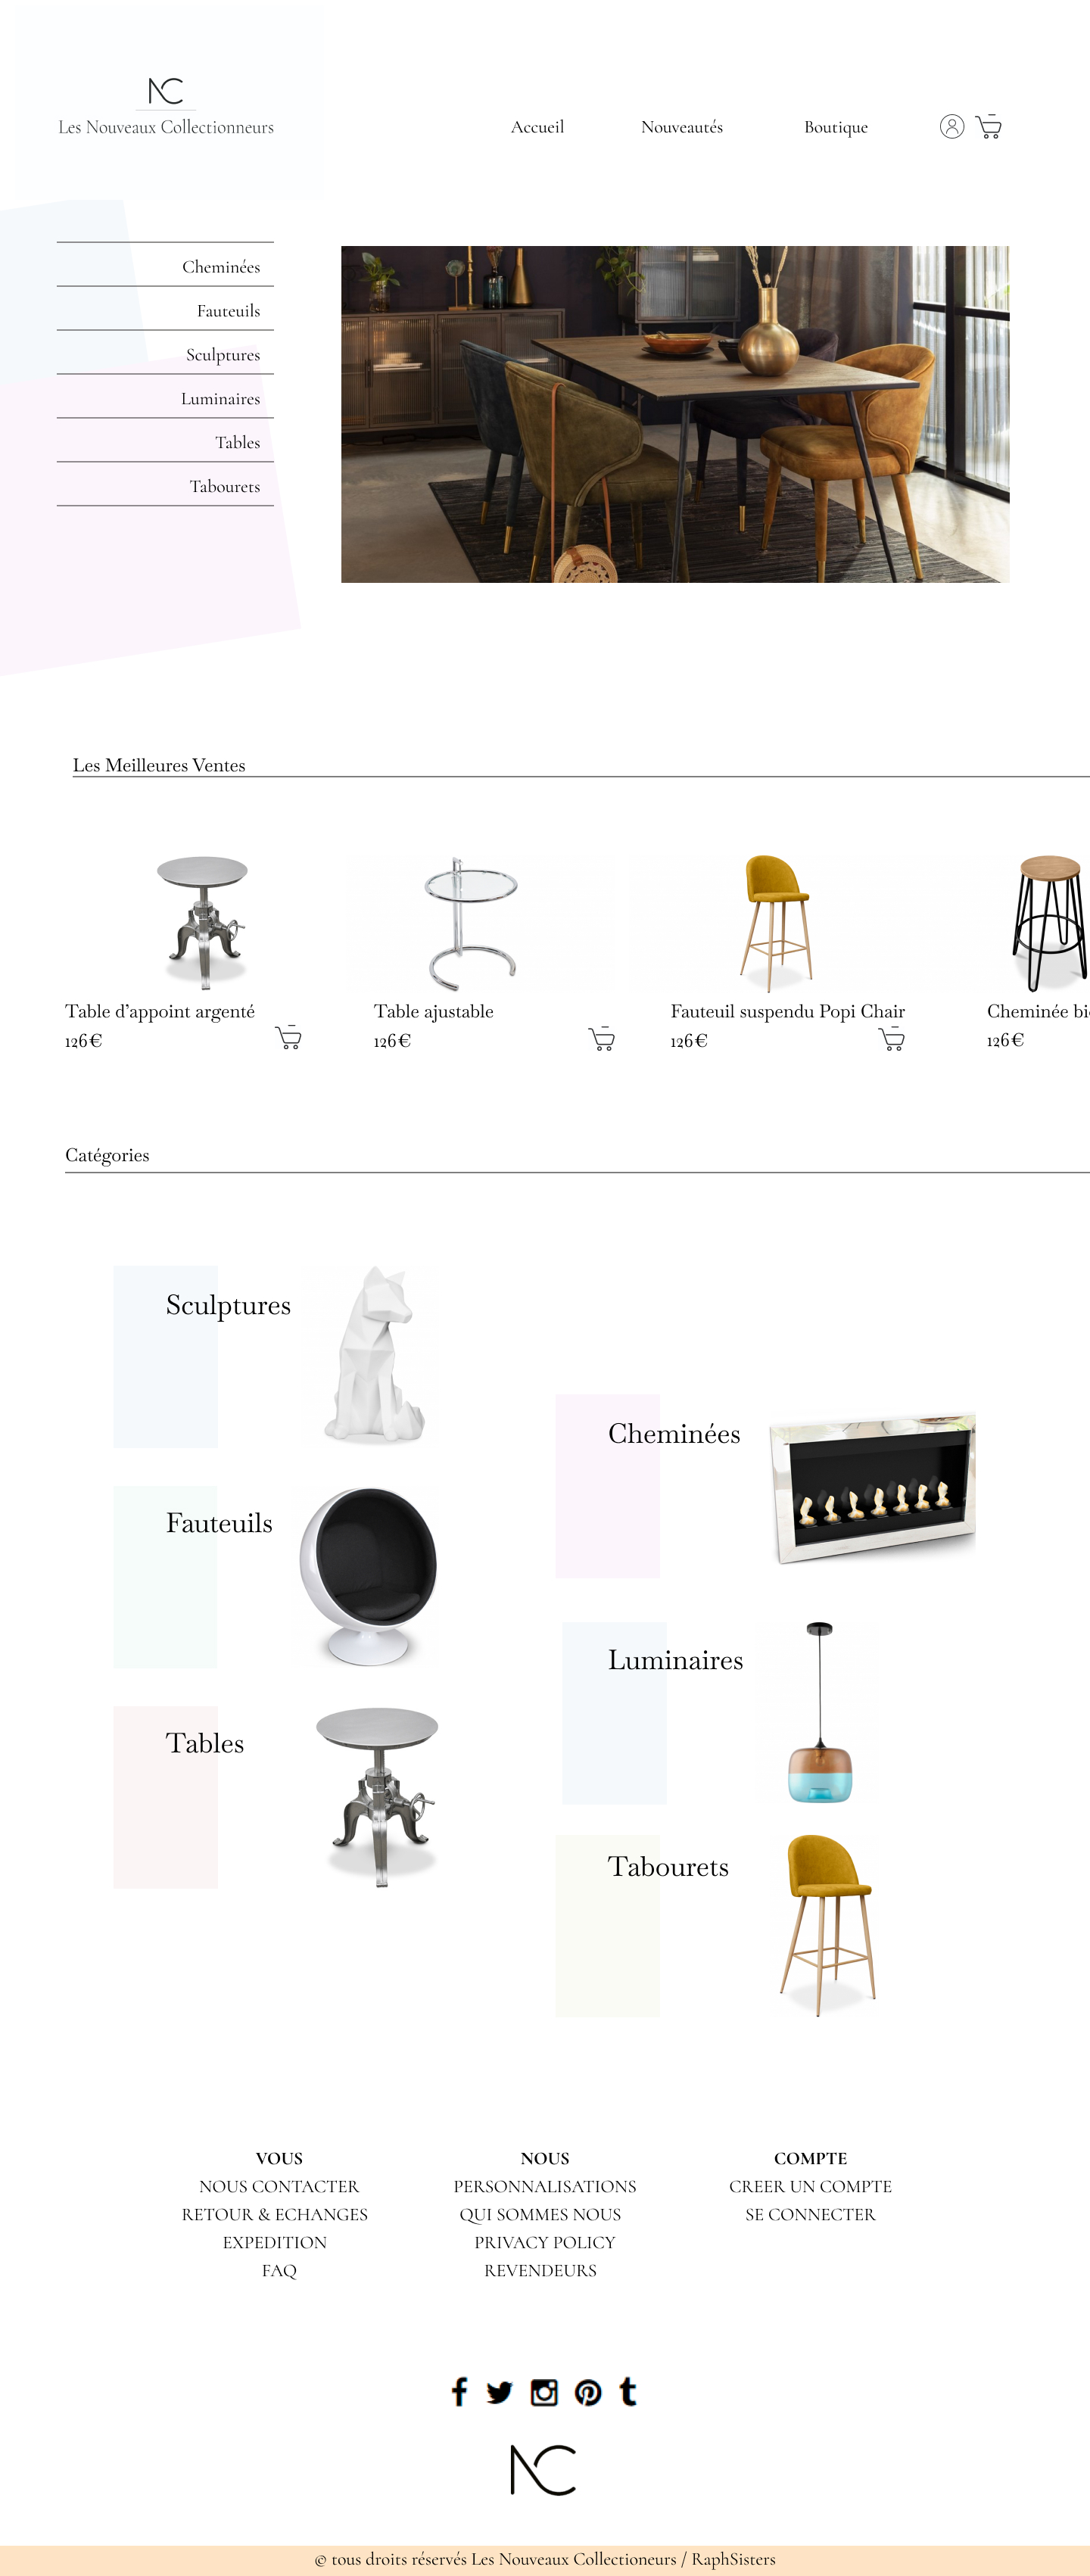 NC
Les Nouveaux Collectionneurs
Accueil
Nouveautés
Boutique
Cheminées
Fauteuils
Sculptures
Luminaires
Tables
Tabourets
Les Meilleures Ventes
Table d’appoint argenté
126€
Table ajustable
126€
Fauteuil suspendu Popi Chair
126€
Cheminée
126€
Catégories
Sculptures
Cheminées
Fauteuils
Luminaires
Tables
Tabourets
VOUS
NOUS CONTACTER
RETOUR & ECHANGES
EXPEDITION
FAQ
NOUS
PERSONNALISATIONS
QUI SOMMES NOUS
PRIVACY POLICY
REVENDEURS
COMPTE
CREER UN COMPTE
SE CONNECTER
NC
© tous droits réservés Les Nouveaux Collectioneurs / RaphSisters